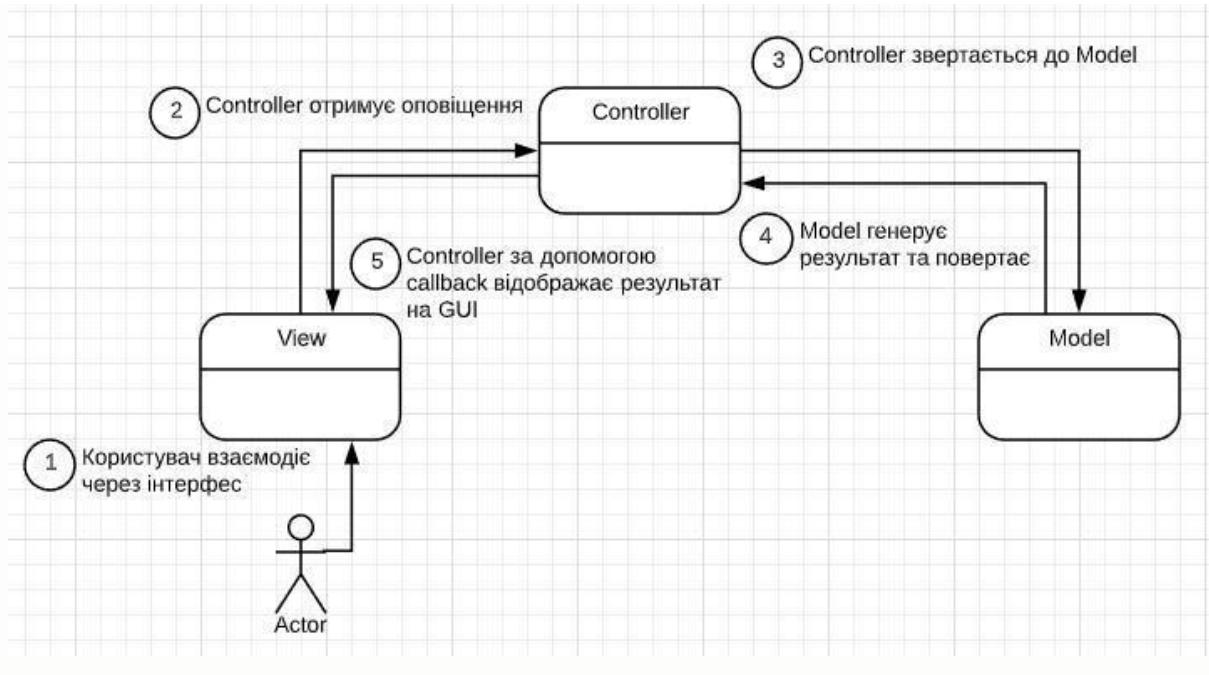 3
Controller звертається до Model
2
Controller отримує оповіщення
Controller
4
Model генерує
результат та повертає
5
Controller за допомогою
callback відображає результат
на GUI
View
Model
1
Користувач взаємодіє
через інтерфес
Actor